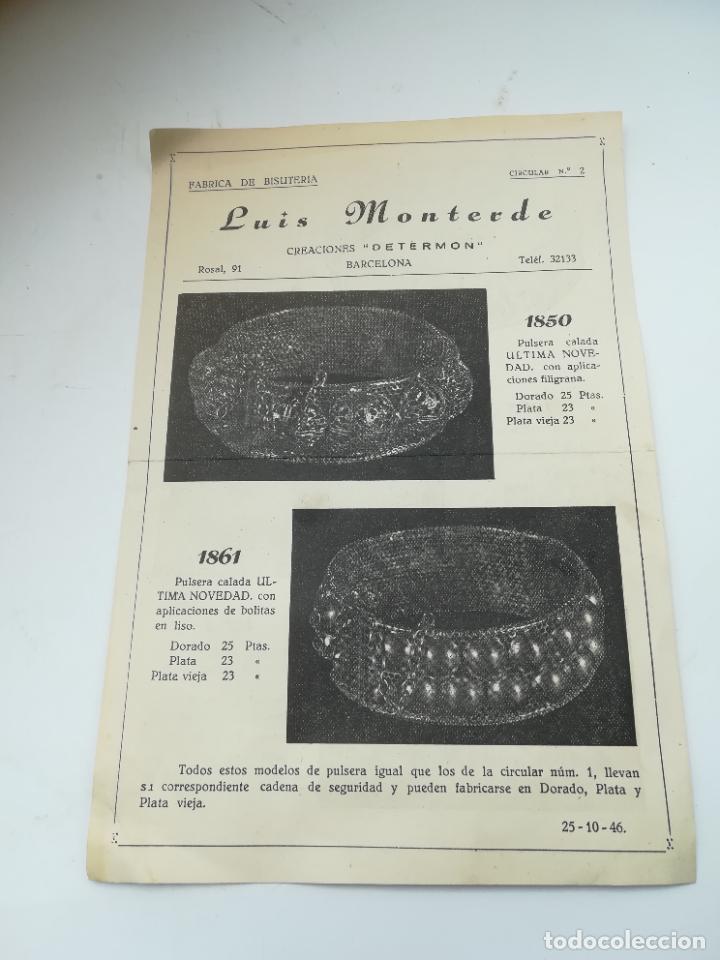 FABRICA DE BISUTERIA
CIRCULAR N.º 2
Luis Monterde
CREACIONES "DETERMON"
Rosal, 91
BARCELONA
Teléf. 32133
1850
Pulsera calada
ULTIMA NOVE-
DAD. con aplica-
ciones filigrana.
Dorado 25 Ptas.
Plata 23 «
Plata vieja 23 «
1861
Pulsera calada UL-
TIMA NOVEDAD. con
aplicaciones de bolitas
en liso.
Dorado 25 Ptas.
Plata 23 «
Plata vieja 23 «
Todos estos modelos de pulsera igual que los de la circular núm. 1, llevan
su correspondiente cadena de seguridad y pueden fabricarse en Dorado, Plata y
Plata vieja.
25-10-46.
todocoleccion
todocoleccion.net